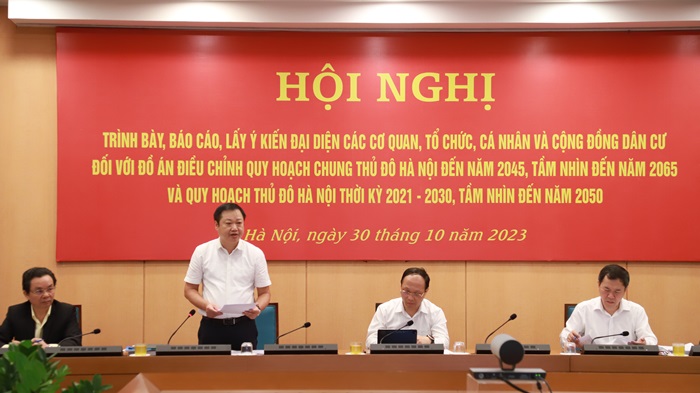 HỘI NGHỊ
TRÌNH BÀY, BÁO CÁO, LẤY Ý KIẾN ĐẠI DIỆN CÁC CƠ QUAN, TỔ CHỨC, CÁ NHÂN VÀ CỘNG ĐỒNG DÂN CƯ
ĐỐI VỚI ĐỒ ÁN ĐIỀU CHỈNH QUY HOẠCH CHUNG THỦ ĐÔ HÀ NỘI ĐẾN NĂM 2045, TẦM NHÌN ĐẾN NĂM 2065
VÀ QUY HOẠCH THỦ ĐÔ HÀ NỘI THỜI KỲ 2021 - 2030, TẦM NHÌN ĐẾN NĂM 2050
Hà Nội, ngày 30 tháng 10 năm 2023